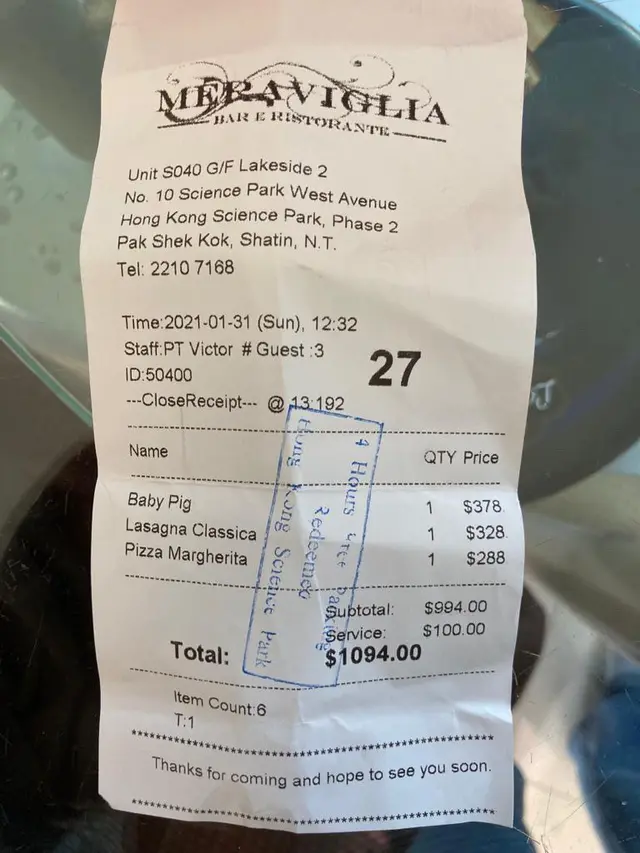 MERAVIGLIA
BAR E RISTORANTE
Unit S040 G/F Lakeside 2
No. 10 Science Park West Avenue
Hong Kong Science Park, Phase 2
Pak Shek Kok, Shatin, N.T.
Tel: 2210 7168
Time:2021-01-31 (Sun), 12:32
Staff:PT Victor # Guest :3
27
ID:50400
---CloseReceipt--- @ 13:192
Name QTY Price
Baby Pig 1 $378
Lasagna Classica 1 $328
Pizza Margherita 1 $288
Subtotal: $994.00
Service: $100.00
Total: $1094.00
Item Count:6
T:1
****************************************
Thanks for coming and hope to see you soon.
****************************************
4 Hours Free Parking
Redeemed
Hong Kong Science Park